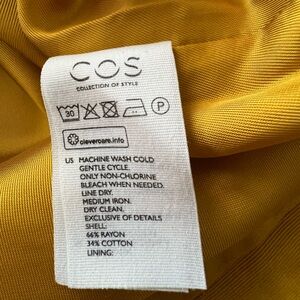 COS
COLLECTION OF STYLE
30
P
clevercare.info
US MACHINE WASH COLD
GENTLE CYCLE.
ONLY NON-CHLORINE
BLEACH WHEN NEEDED.
LINE DRY.
MEDIUM IRON.
DRY CLEAN.
EXCLUSIVE OF DETAILS
SHELL:
66% RAYON
34% COTTON
LINING: